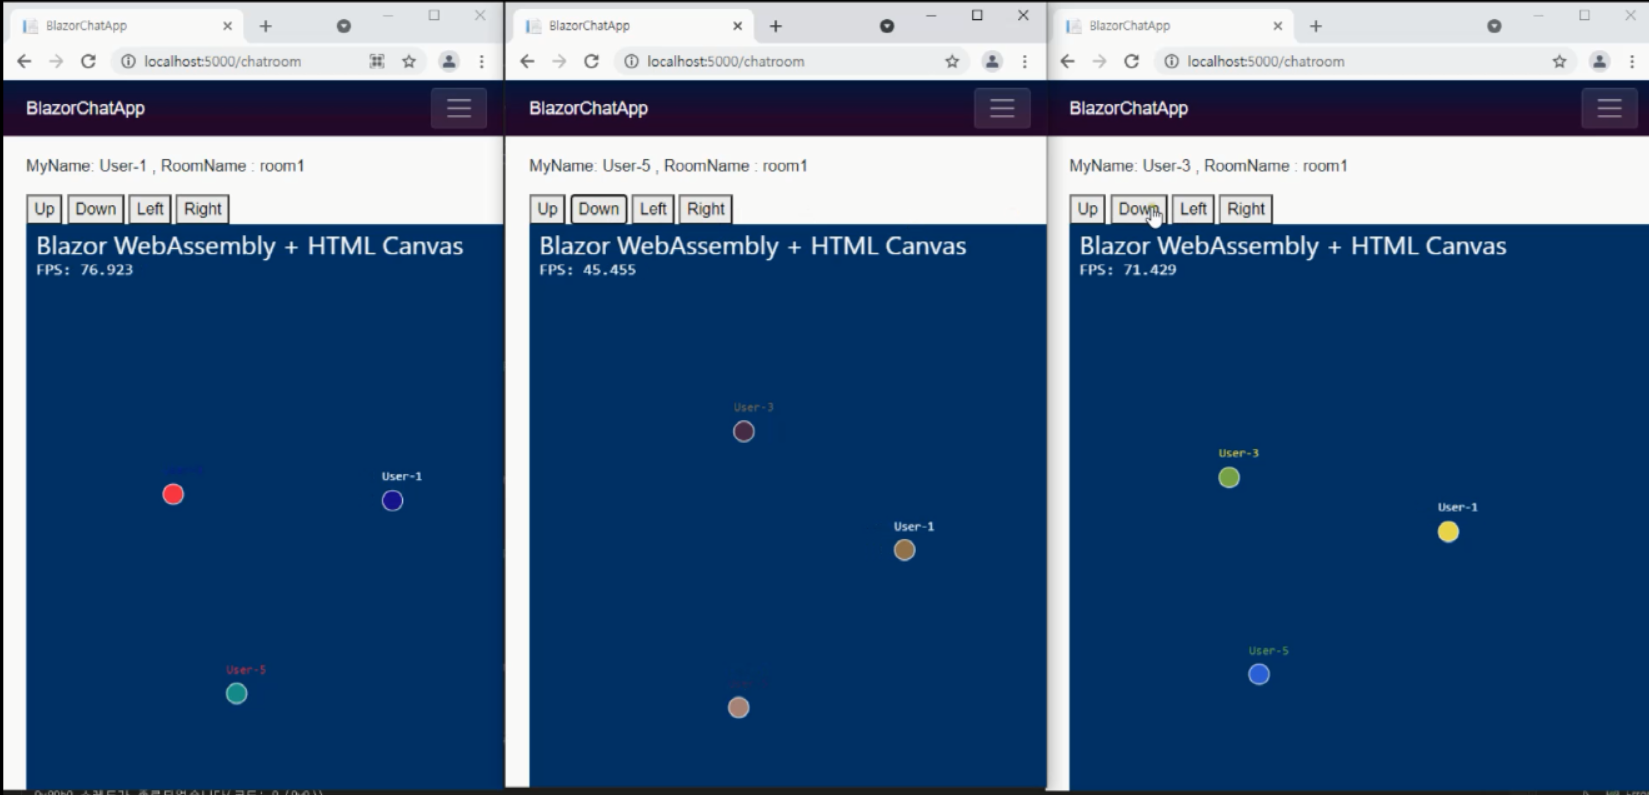 BlazorChatApp
localhost:5000/chatroom
BlazorChatApp
MyName: User-1 , RoomName : room1
Up Down Left Right
Blazor WebAssembly + HTML Canvas
FPS: 76.923
User-1
User-5
BlazorChatApp
localhost:5000/chatroom
BlazorChatApp
MyName: User-5 , RoomName : room1
Up Down Left Right
Blazor WebAssembly + HTML Canvas
FPS: 45.455
User-3
User-1
BlazorChatApp
localhost:5000/chatroom
BlazorChatApp
MyName: User-3 , RoomName : room1
Up Down Left Right
Blazor WebAssembly + HTML Canvas
FPS: 71.429
User-3
User-1
User-5